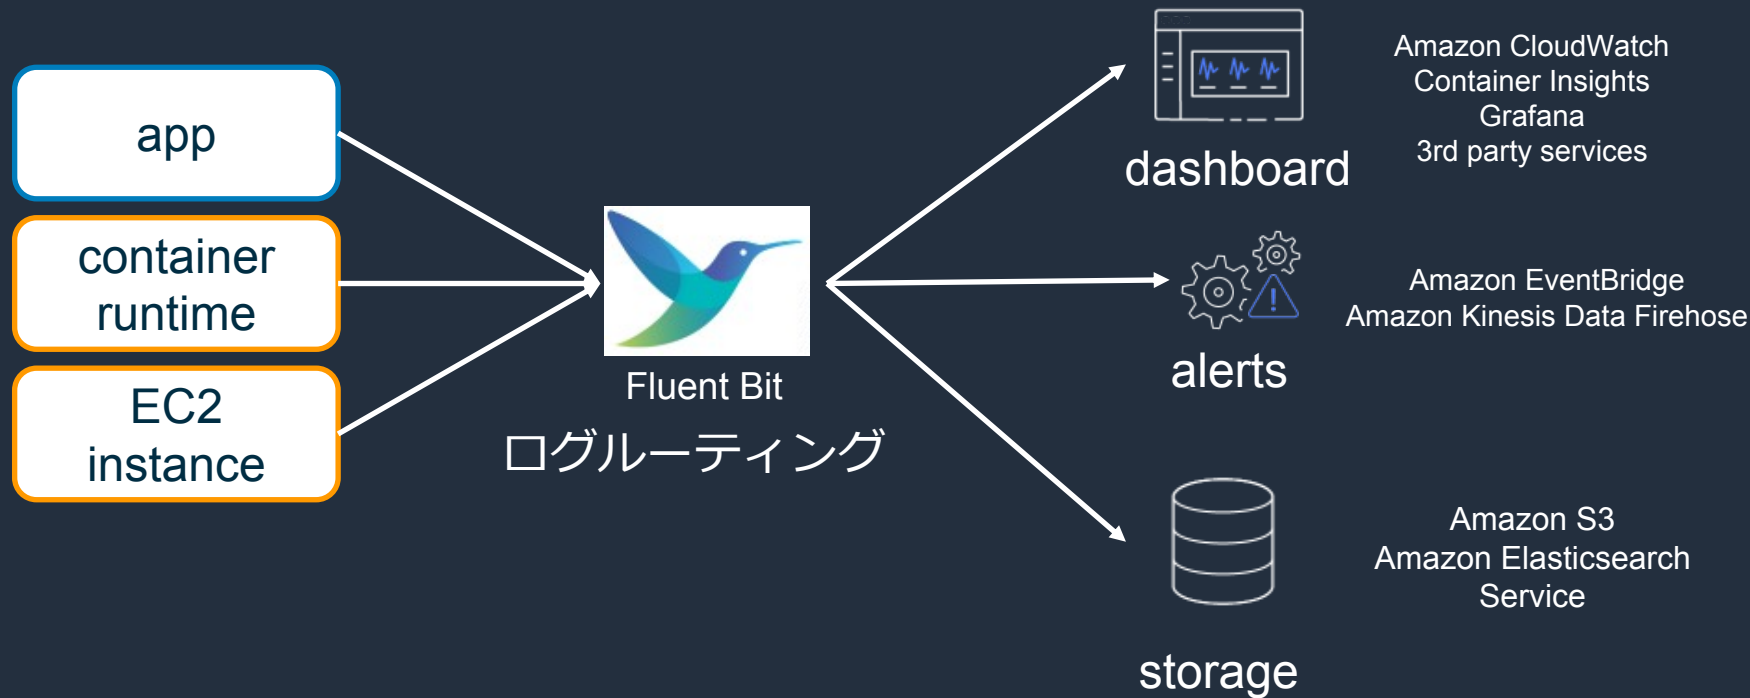 app
container
runtime
EC2
instance
Fluent Bit
ログルーティング
dashboard
Amazon CloudWatch
Container Insights
Grafana
3rd party services
alerts
Amazon EventBridge
Amazon Kinesis Data Firehose
storage
Amazon S3
Amazon Elasticsearch
Service